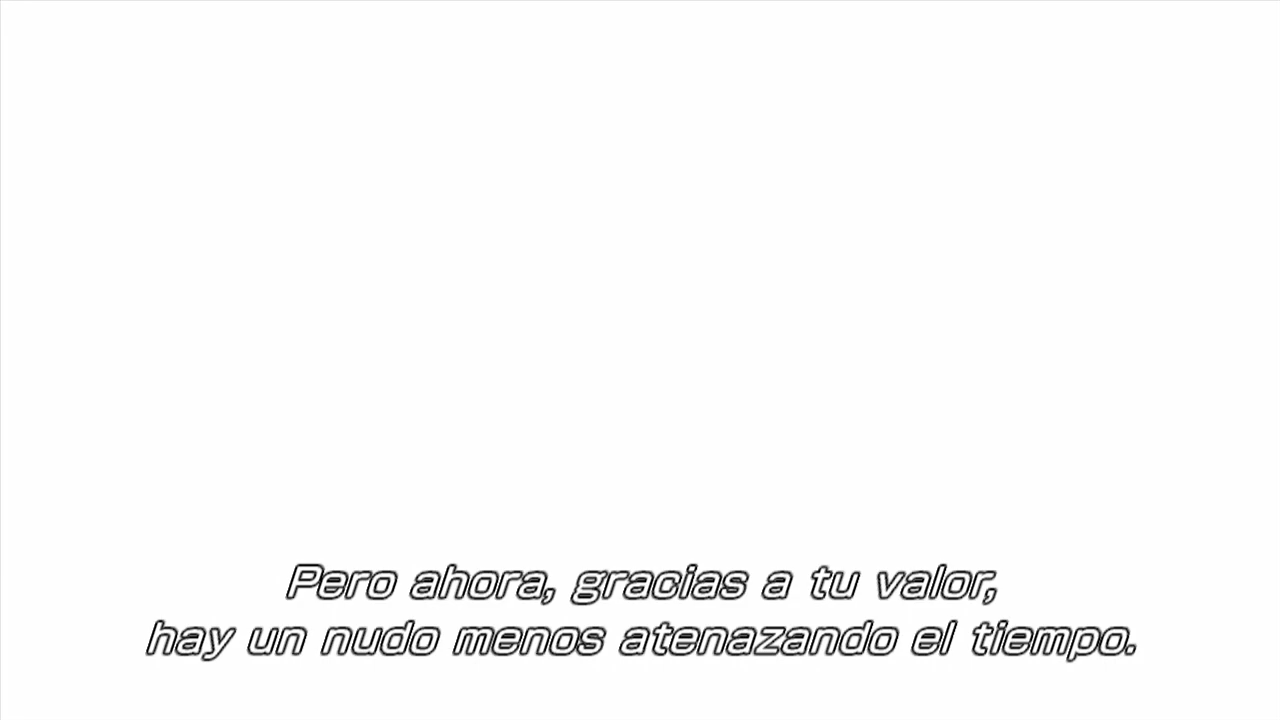 Pero ahora, gracias a tu valor,
hay un nudo menos atenazando el tiempo.